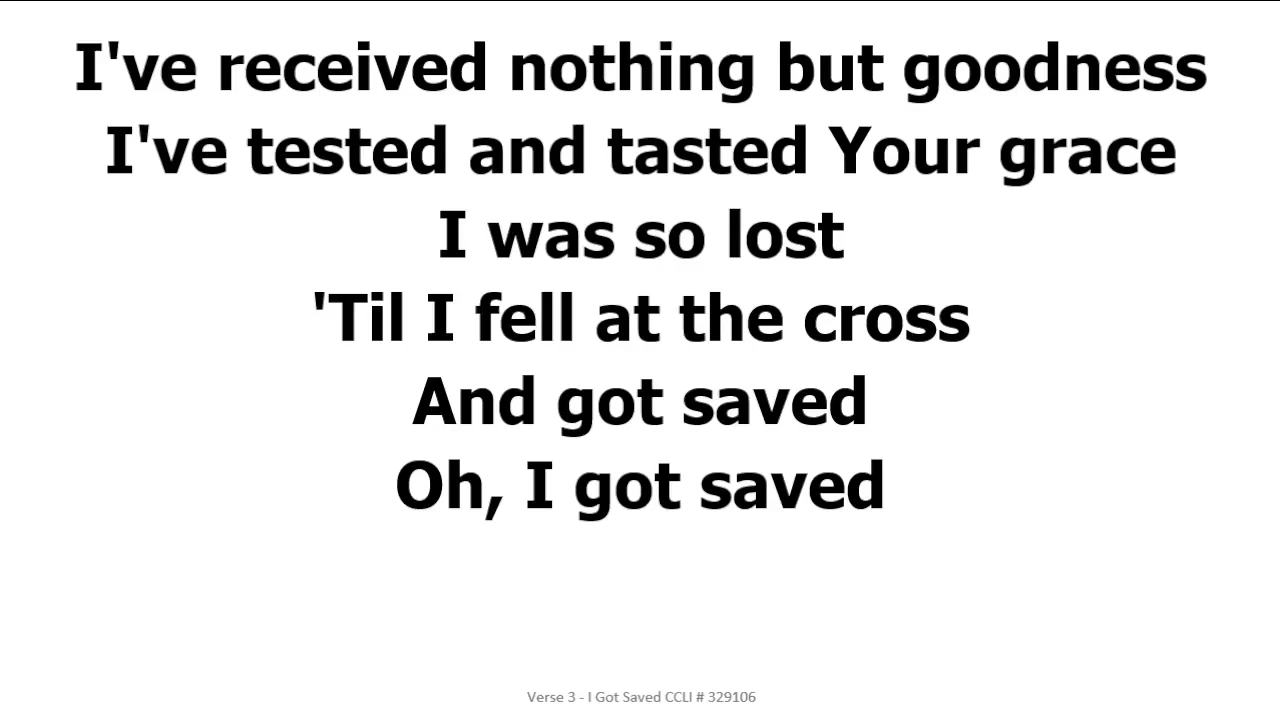 I've received nothing but goodness
I've tested and tasted Your grace
I was so lost
'Til I fell at the cross
And got saved
Oh, I got saved
Verse 3 - I Got Saved CCLI # 329106